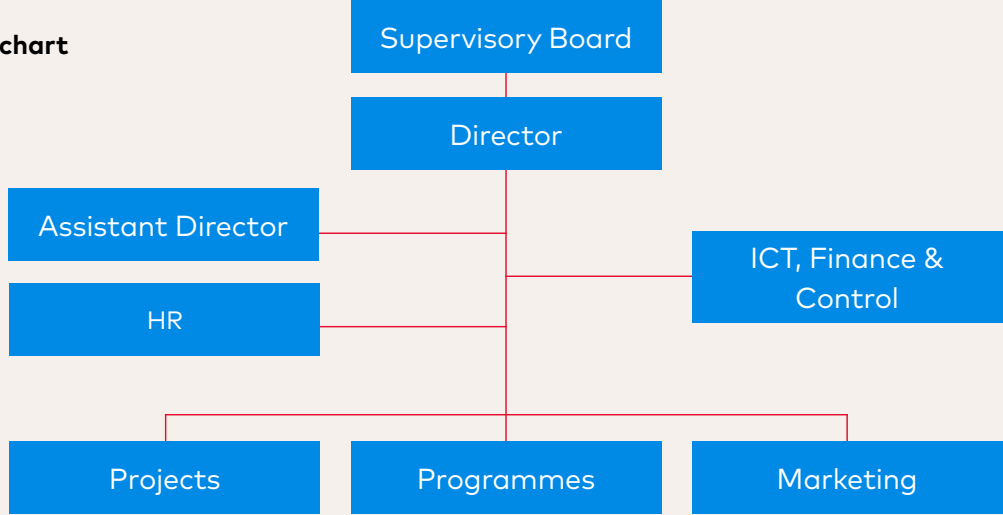 chart
Supervisory Board
Director
Assistant Director
ICT, Finance &
Control
HR
Projects
Programmes
Marketing